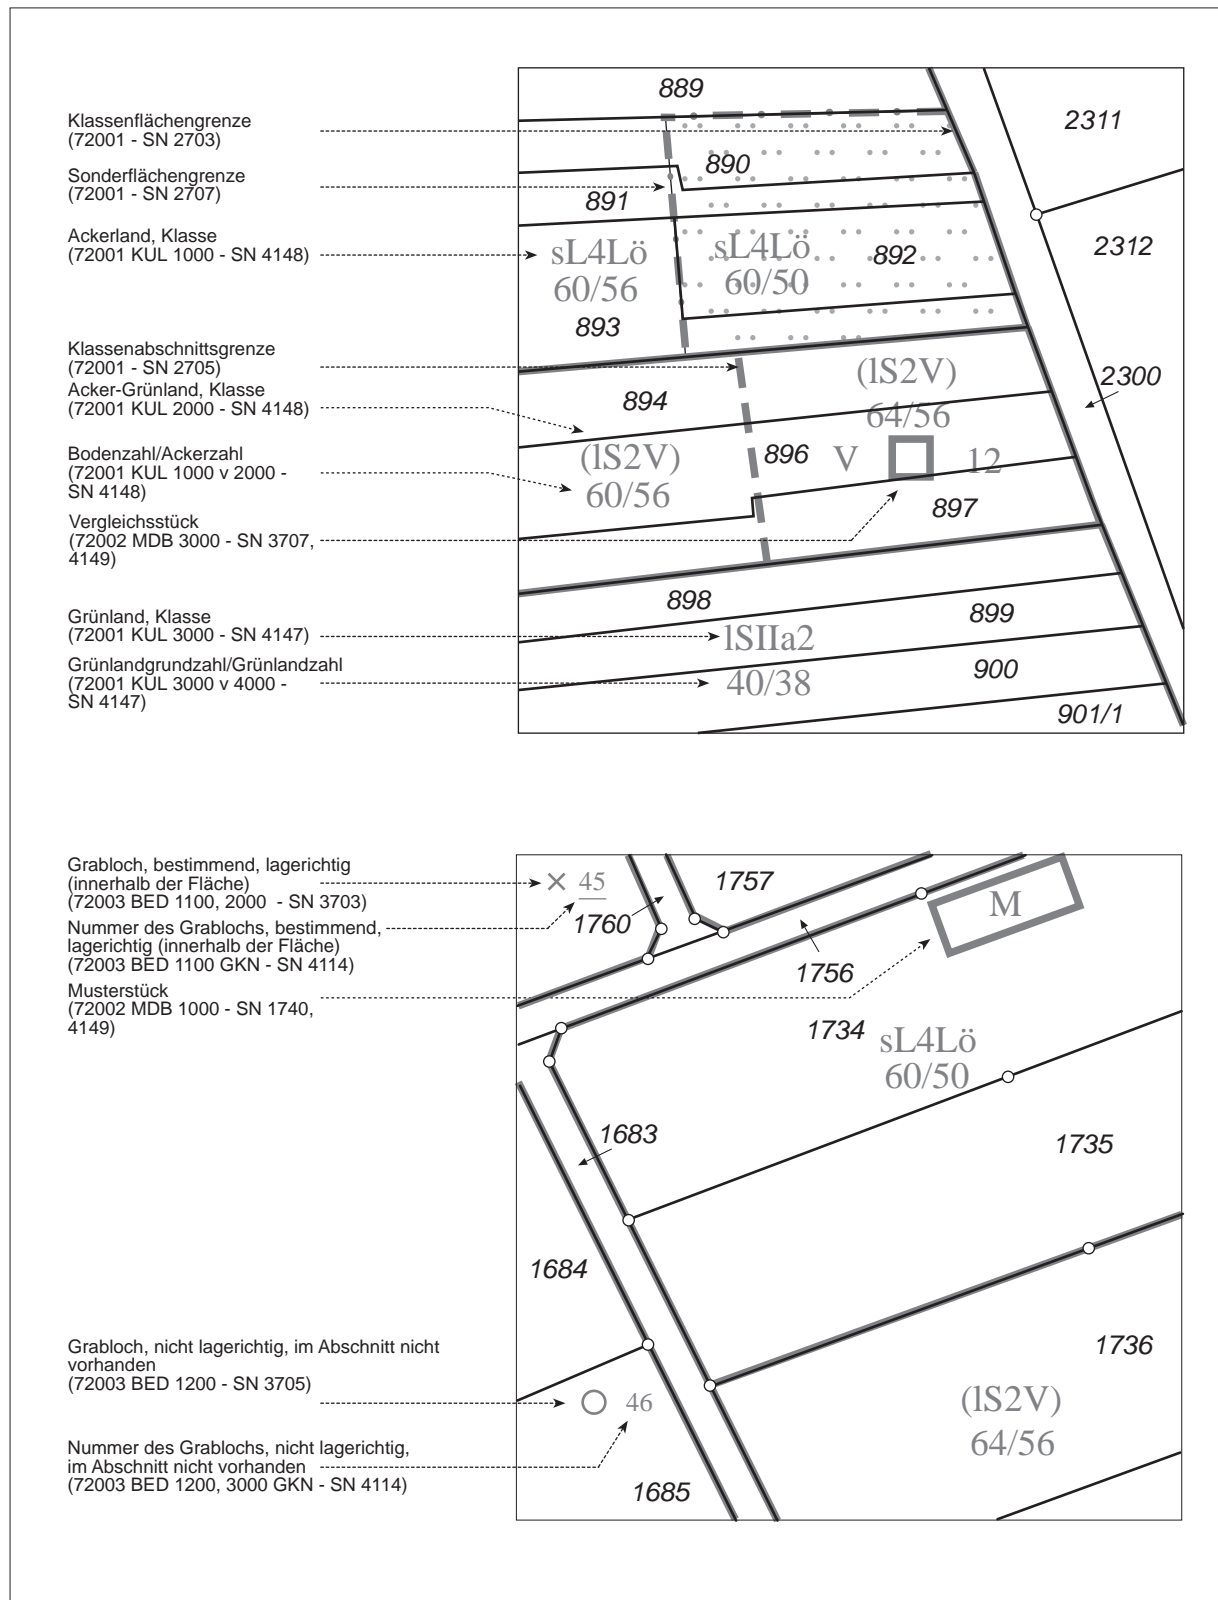 Klassenflächengrenze
(72001 - SN 2703)
Sonderflächengrenze
(72001 - SN 2707)
Ackerland, Klasse
(72001 KUL 1000 - SN 4148)
Klassenabschnittsgrenze
(72001 - SN 2705)
Acker-Grünland, Klasse
(72001 KUL 2000 - SN 4148)
Bodenzahl/Ackerzahl
(72001 KUL 1000 v 2000 -
SN 4148)
Vergleichsstück
(72002 MDB 3000 - SN 3707,
4149)
Grünland, Klasse
(72001 KUL 3000 - SN 4147)
Grünlandgrundzahl/Grünlandzahl
(72001 KUL 3000 v 4000 -
SN 4147)
889
2311
890
891
2312
sL4Lö
60/56
sL4Lö
60/50
892
893
(lS2V)
64/56
2300
894
(lS2V)
60/56
896
V
12
897
898
899
lSIIa2
40/38
900
901/1
Grabloch, bestimmend, lagerichtig
(innerhalb der Fläche)
(72003 BED 1100, 2000 - SN 3703)
Nummer des Grablochs, bestimmend,
lagerichtig (innerhalb der Fläche)
(72003 BED 1100 GKN - SN 4114)
Musterstück
(72002 MDB 1000 - SN 1740,
4149)
45
1757
1760
M
1756
1734
sL4Lö
60/50
1683
1735
1684
1736
Grabloch, nicht lagerichtig, im Abschnitt nicht
vorhanden
(72003 BED 1200 - SN 3705)
Nummer des Grablochs, nicht lagerichtig,
im Abschnitt nicht vorhanden
(72003 BED 1200, 3000 GKN - SN 4114)
46
(lS2V)
64/56
1685